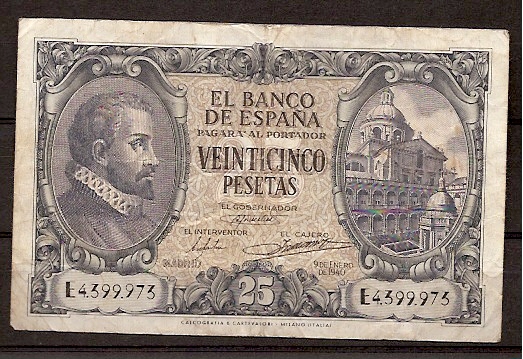 EL BANCO
DE ESPAÑA
PAGARÁ AL PORTADOR
VEINTICINCO
PESETAS
EL GOBERNADOR
EL INTERVENTOR
EL CAJERO
MADRID
9 DE ENERO
DE 1940
E4,399,973
25
E4,399,973
CALCOGRAFIA & CARTEVALORI - MILANO (ITALIA)